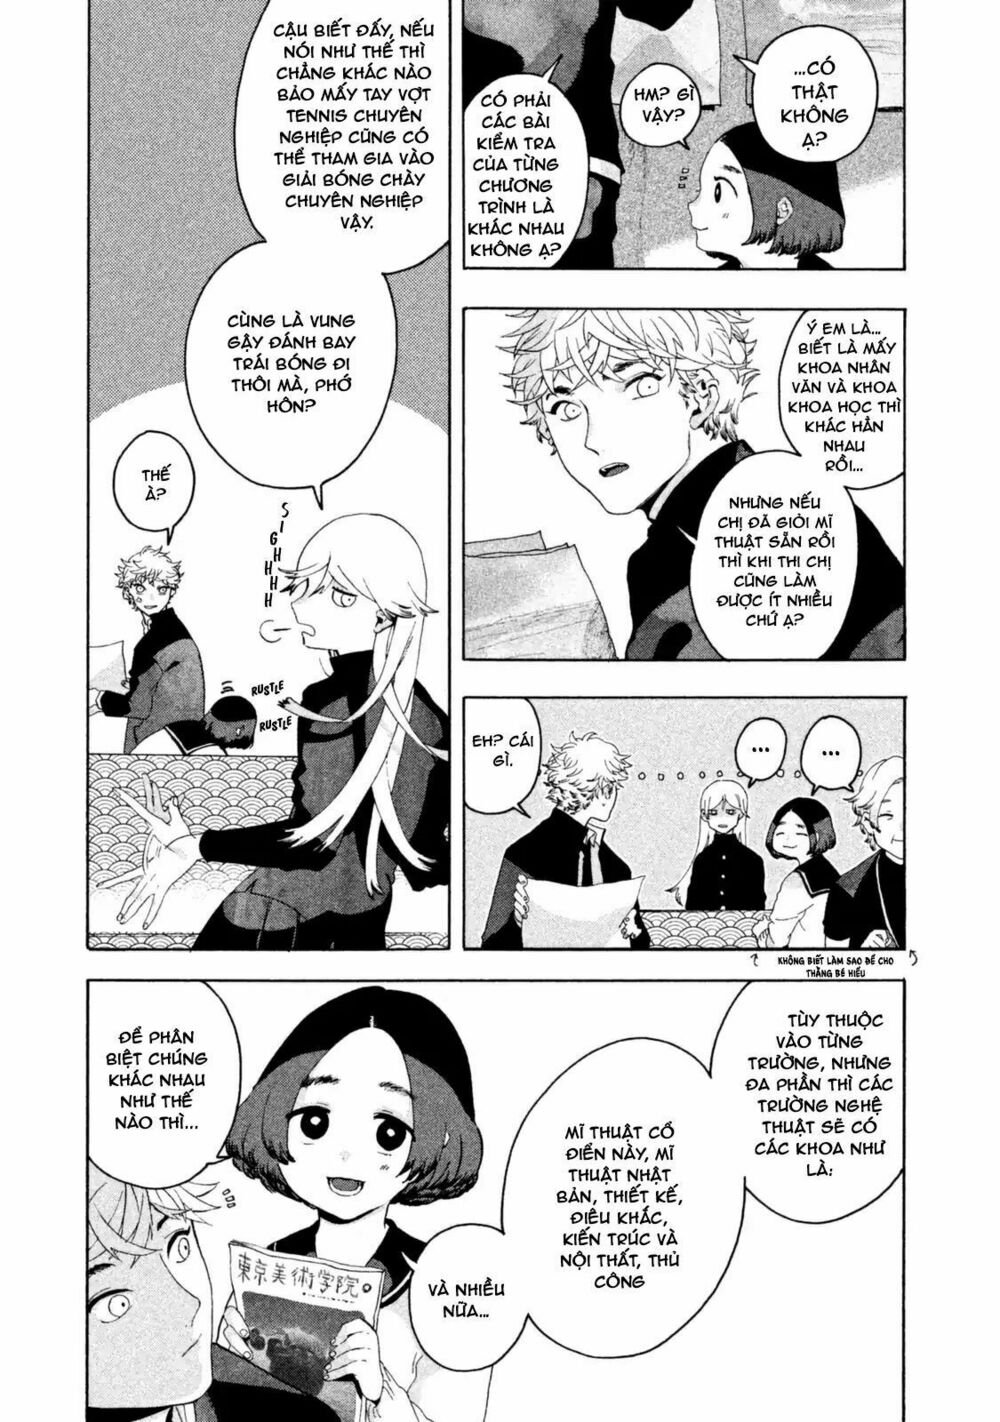 ...CÓ
THẬT
KHÔNG
Ạ?
HM? GÌ
VẬY?
CÓ PHẢI
CÁC BÀI
KIỂM TRA
CỦA TỪNG
CHƯƠNG
TRÌNH LÀ
KHÁC NHAU
KHÔNG Ạ?
Ý EM LÀ...
BIẾT LÀ MẤY
KHOA NHÂN
VĂN VÀ KHOA
KHOA HỌC THÌ
KHÁC HẲN
NHAU
RỒI...
NHƯNG NẾU
CHỊ ĐÃ GIỎI MĨ
THUẬT SẴN RỒI
THÌ KHI THI CHỊ
CŨNG LÀM
ĐƯỢC ÍT NHIỀU
CHỨ Ạ?
...
...
EH? CÁI
GÌ.
KHÔNG BIẾT LÀM SAO ĐỂ CHO
THẰNG BÉ HIỂU
CẬU BIẾT ĐẤY, NẾU
NÓI NHƯ THẾ THÌ
CHẲNG KHÁC NÀO
BẢO MẤY TAY VỢT
TENNIS CHUYÊN
NGHIỆP CŨNG CÓ
THỂ THAM GIA VÀO
GIẢI BÓNG CHÀY
CHUYÊN NGHIỆP
VẬY.
CÙNG LÀ VUNG
GẬY ĐÁNH BAY
TRÁI BÓNG ĐI
THÔI MÀ, PHỚ
HÔN?
THẾ
À?
SIGHHHH
RUSTLE
RUSTLE
TÙY THUỘC
VÀO TỪNG
TRƯỜNG, NHƯNG
ĐA PHẦN THÌ CÁC
TRƯỜNG NGHỆ
THUẬT SẼ CÓ
CÁC KHOA NHƯ
LÀ:
MĨ THUẬT CỔ
ĐIỂN NÀY, MĨ
THUẬT NHẬT
BẢN, THIẾT KẾ,
ĐIÊU KHẮC,
KIẾN TRÚC VÀ
NỘI THẤT, THỦ
CÔNG
VÀ NHIỀU
NỮA...
ĐỂ PHÂN
BIỆT CHÚNG
KHÁC NHAU
NHƯ THẾ
NÀO THÌ...
東京美術学院